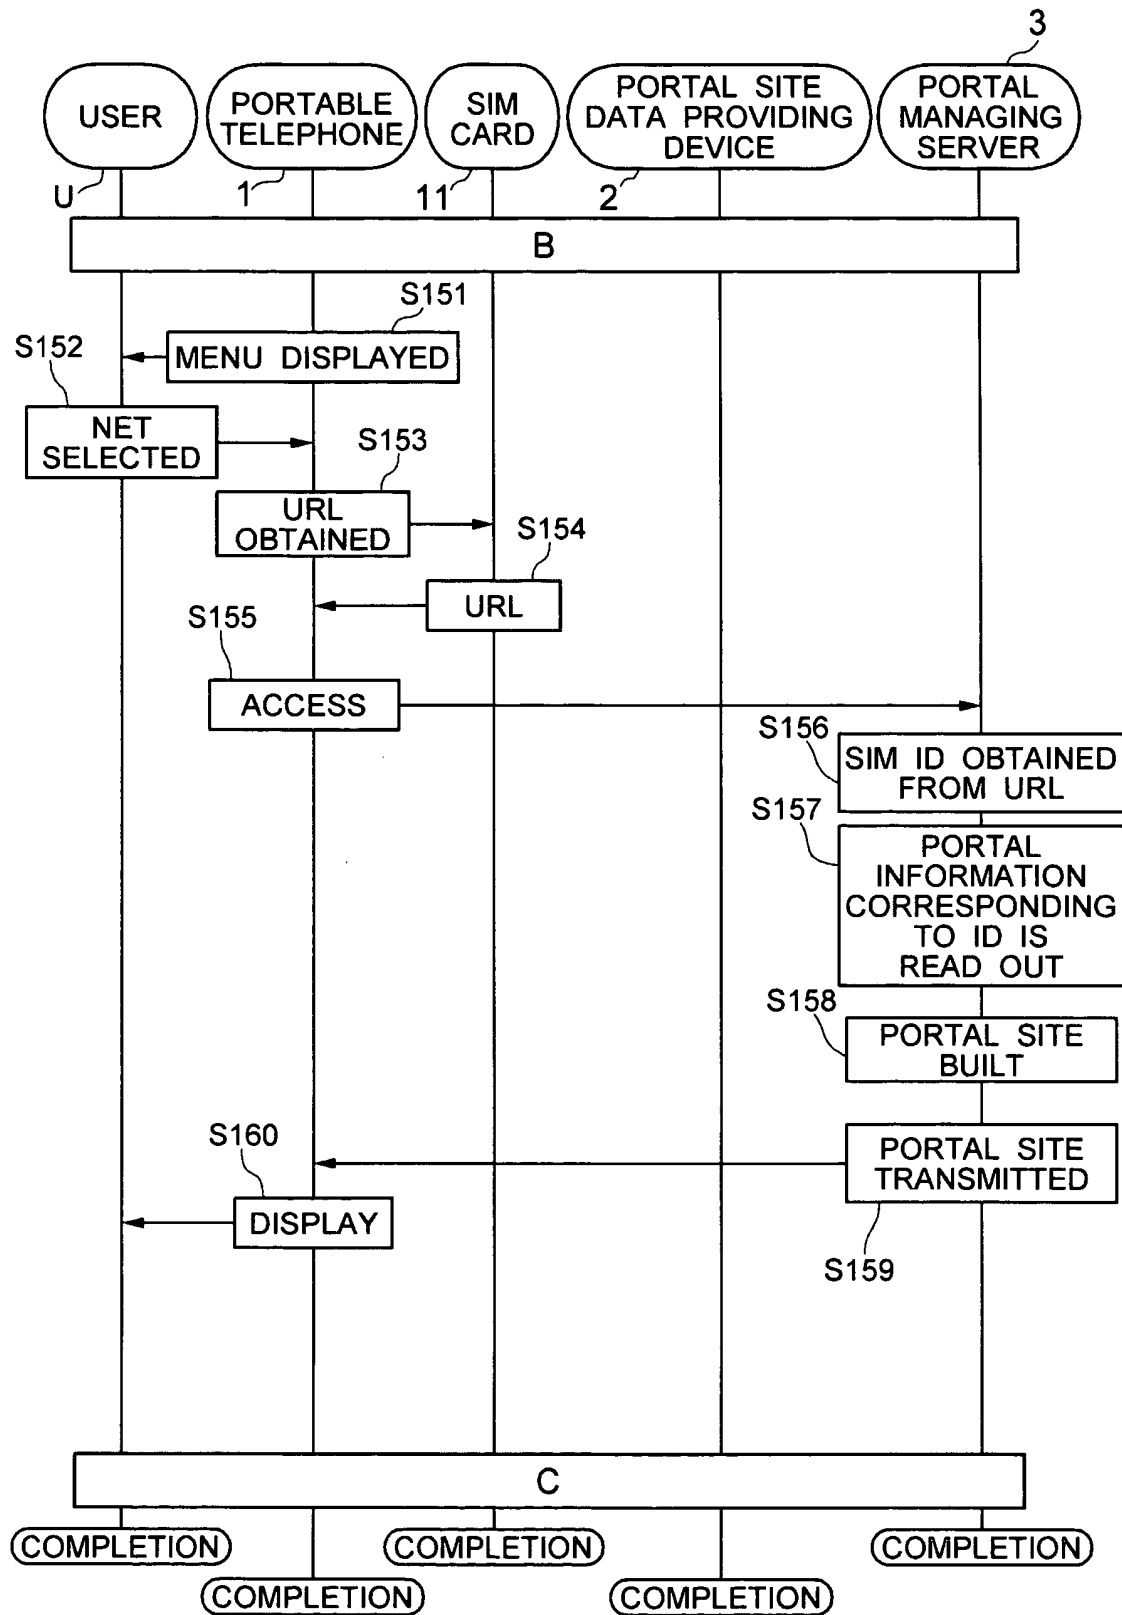 3
USER
PORTABLE
TELEPHONE
SIM
CARD
PORTAL SITE
DATA PROVIDING
DEVICE
PORTAL
MANAGING
SERVER
U
1
11
2
B
S151
MENU DISPLAYED
S152
NET
SELECTED
S153
URL
OBTAINED
S154
URL
S155
ACCESS
S156
SIM ID OBTAINED
FROM URL
S157
PORTAL
INFORMATION
CORRESPONDING
TO ID IS
READ OUT
S158
PORTAL SITE
BUILT
PORTAL SITE
TRANSMITTED
S159
S160
DISPLAY
C
COMPLETION
COMPLETION
COMPLETION
COMPLETION
COMPLETION